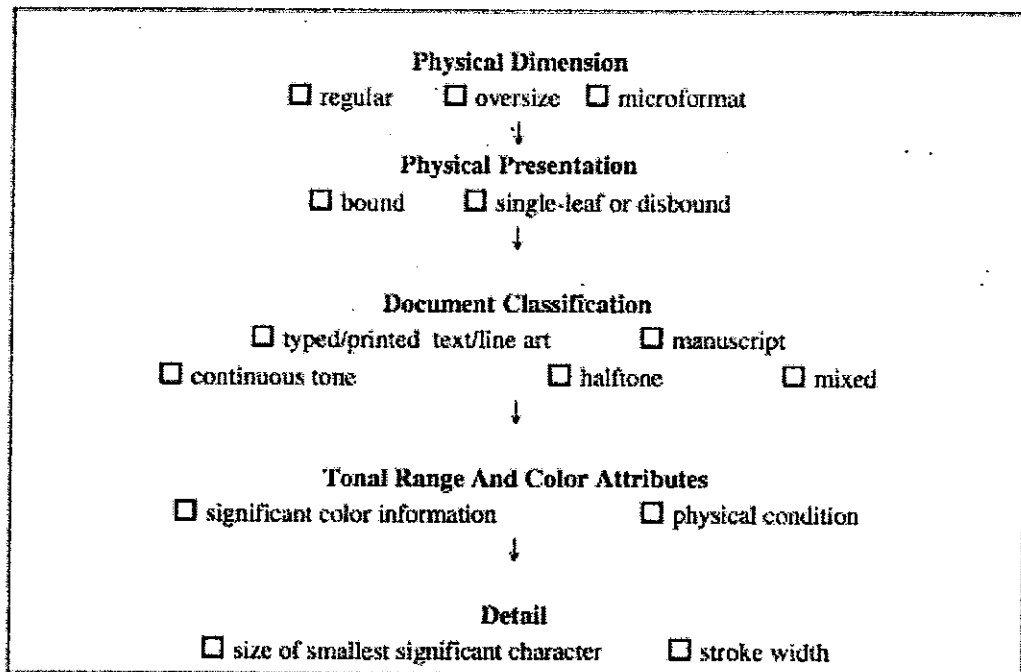 Physical Dimension
☐ regular ☐ oversize ☐ microformat
↓
Physical Presentation
☐ bound ☐ single-leaf or disbound
↓
Document Classification
☐ typed/printed text/line art ☐ manuscript
☐ continuous tone ☐ halftone ☐ mixed
↓
Tonal Range And Color Attributes
☐ significant color information ☐ physical condition
↓
Detail
☐ size of smallest significant character ☐ stroke width